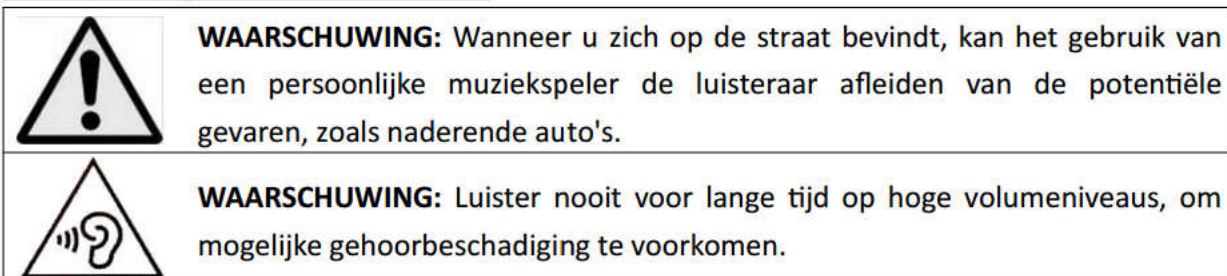 WAARSCHUWING: Wanneer u zich op de straat bevindt, kan het gebruik van
een persoonlijke muziekspeler de luisteraar afleiden van de potentiële
gevaren, zoals naderende auto's.
WAARSCHUWING: Luister nooit voor lange tijd op hoge volumeniveaus, om
mogelijke gehoorbeschadiging te voorkomen.